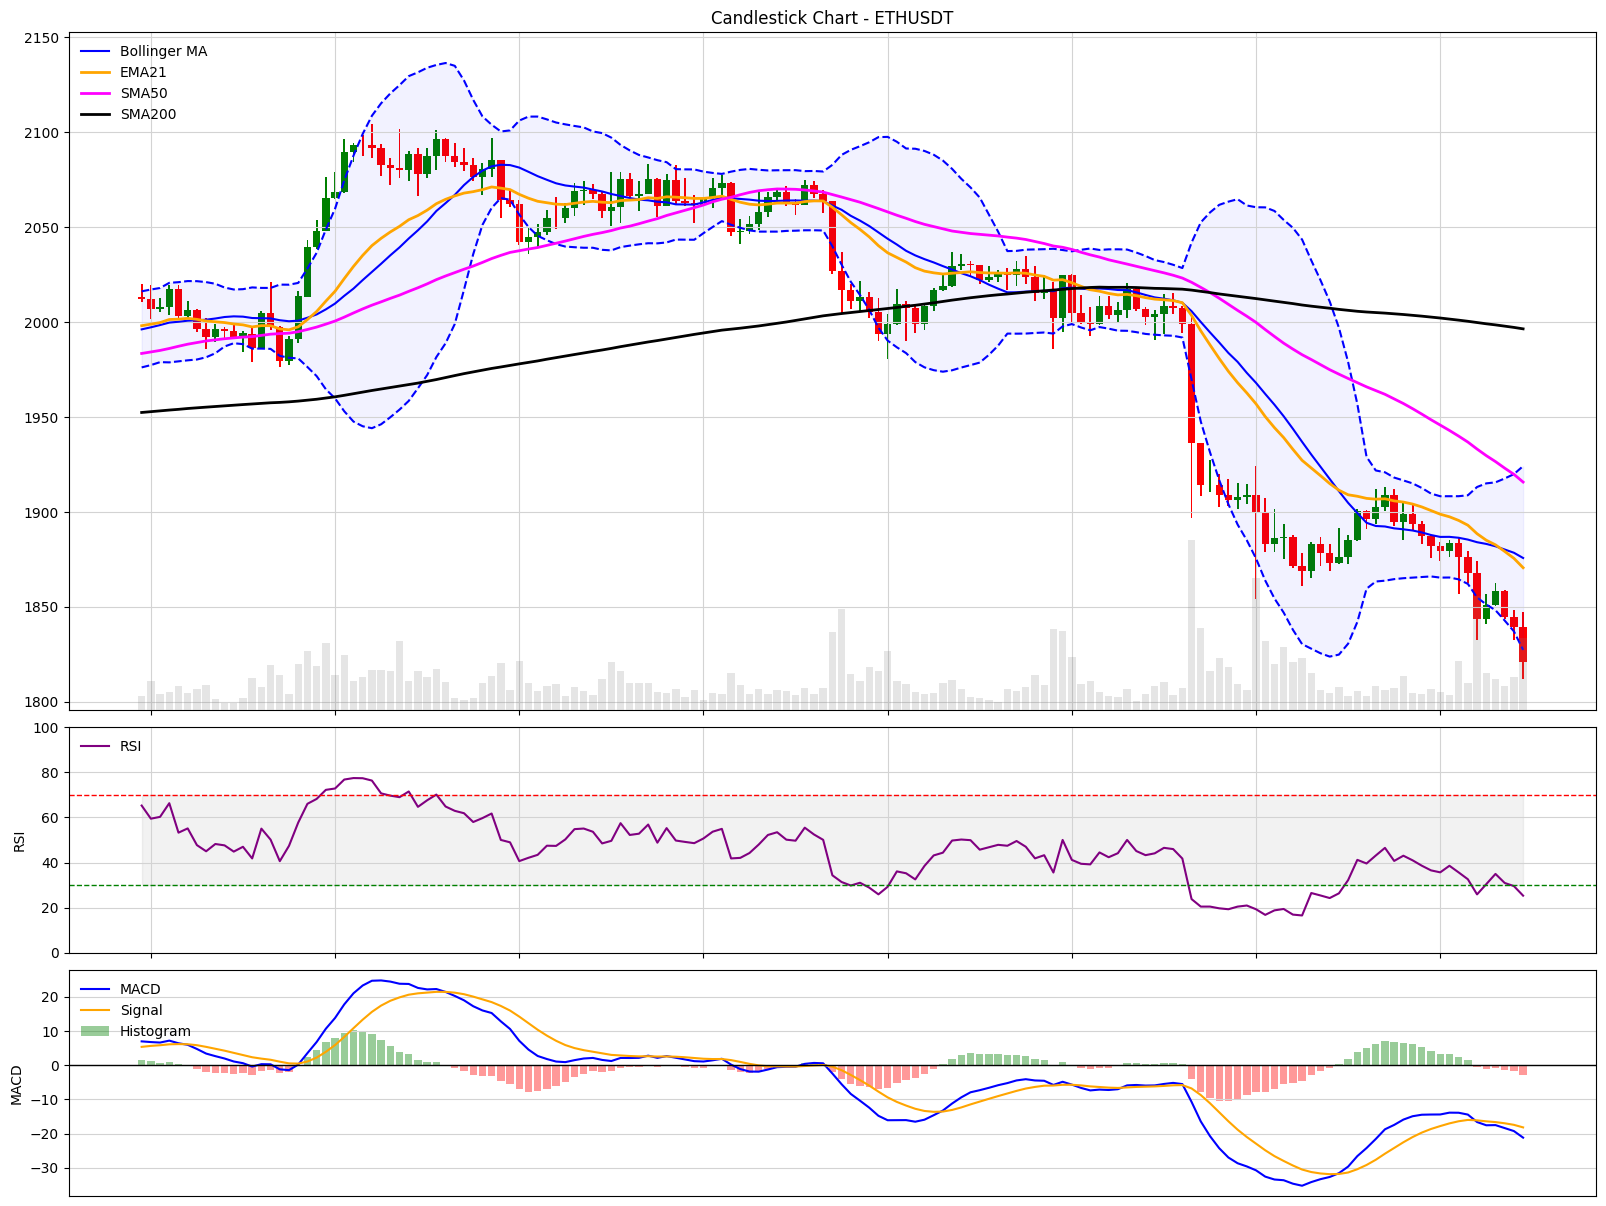 Candlestick Chart - ETHUSDT
Bollinger MA
EMA21
SMA50
SMA200
2150
2100
2050
2000
1950
1900
1850
1800
RSI
RSI
100
80
60
40
20
0
MACD
Signal
Histogram
MACD
20
10
0
−10
−20
−30